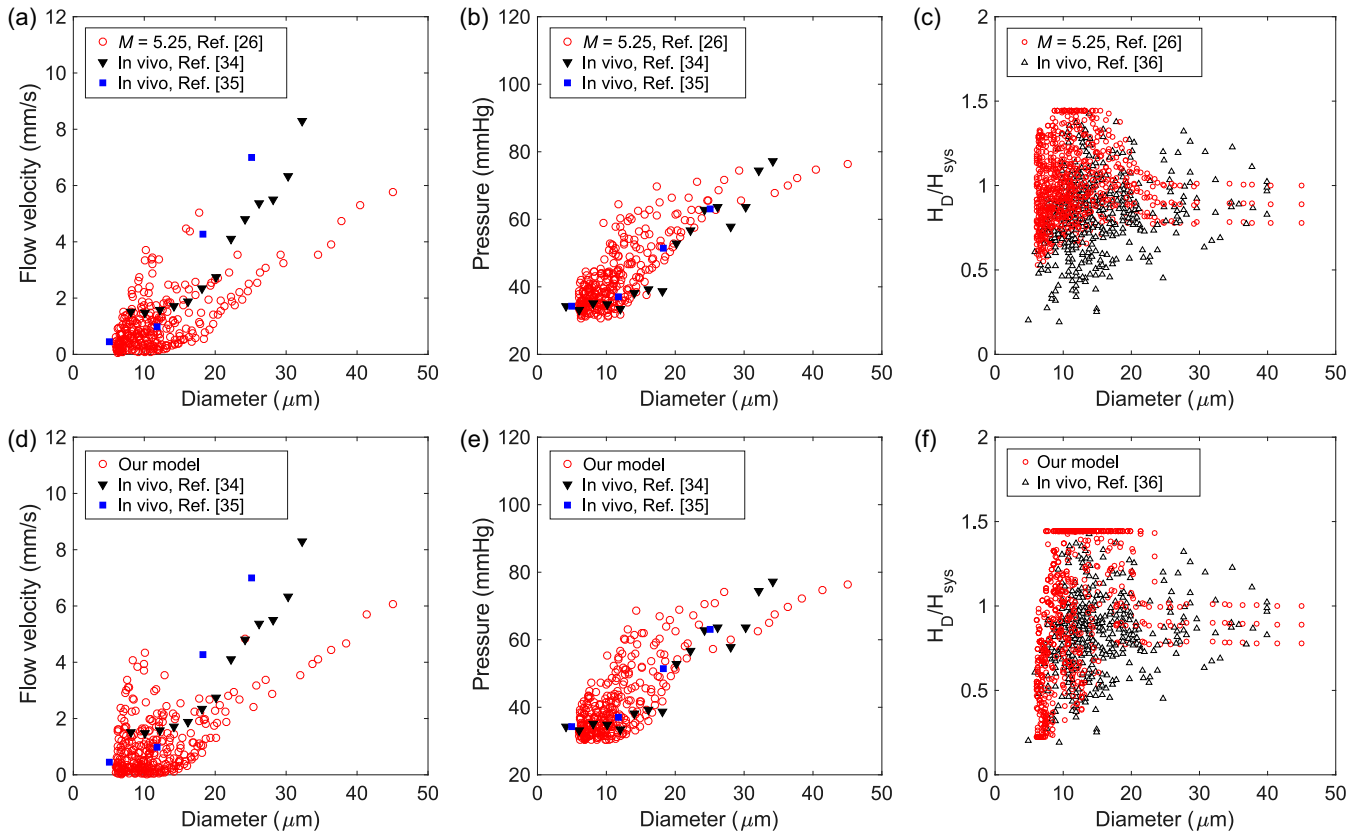 (a)
12
10
8
6
4
2
0
Flow velocity (mm/s)
M = 5.25, Ref. [26]
In vivo, Ref. [34]
In vivo, Ref. [35]
0 10 20 30 40 50
Diameter (μm)
(b)
120
100
80
60
40
20
Pressure (mmHg)
M = 5.25, Ref. [26]
In vivo, Ref. [34]
In vivo, Ref. [35]
0 10 20 30 40 50
Diameter (μm)
(c)
2
1.5
1
0.5
0
H_D/H_sys
M = 5.25, Ref. [26]
In vivo, Ref. [36]
0 10 20 30 40 50
Diameter (μm)
(d)
12
10
8
6
4
2
0
Flow velocity (mm/s)
Our model
In vivo, Ref. [34]
In vivo, Ref. [35]
0 10 20 30 40 50
Diameter (μm)
(e)
120
100
80
60
40
20
Pressure (mmHg)
Our model
In vivo, Ref. [34]
In vivo, Ref. [35]
0 10 20 30 40 50
Diameter (μm)
(f)
2
1.5
1
0.5
0
H_D/H_sys
Our model
In vivo, Ref. [36]
0 10 20 30 40 50
Diameter (μm)